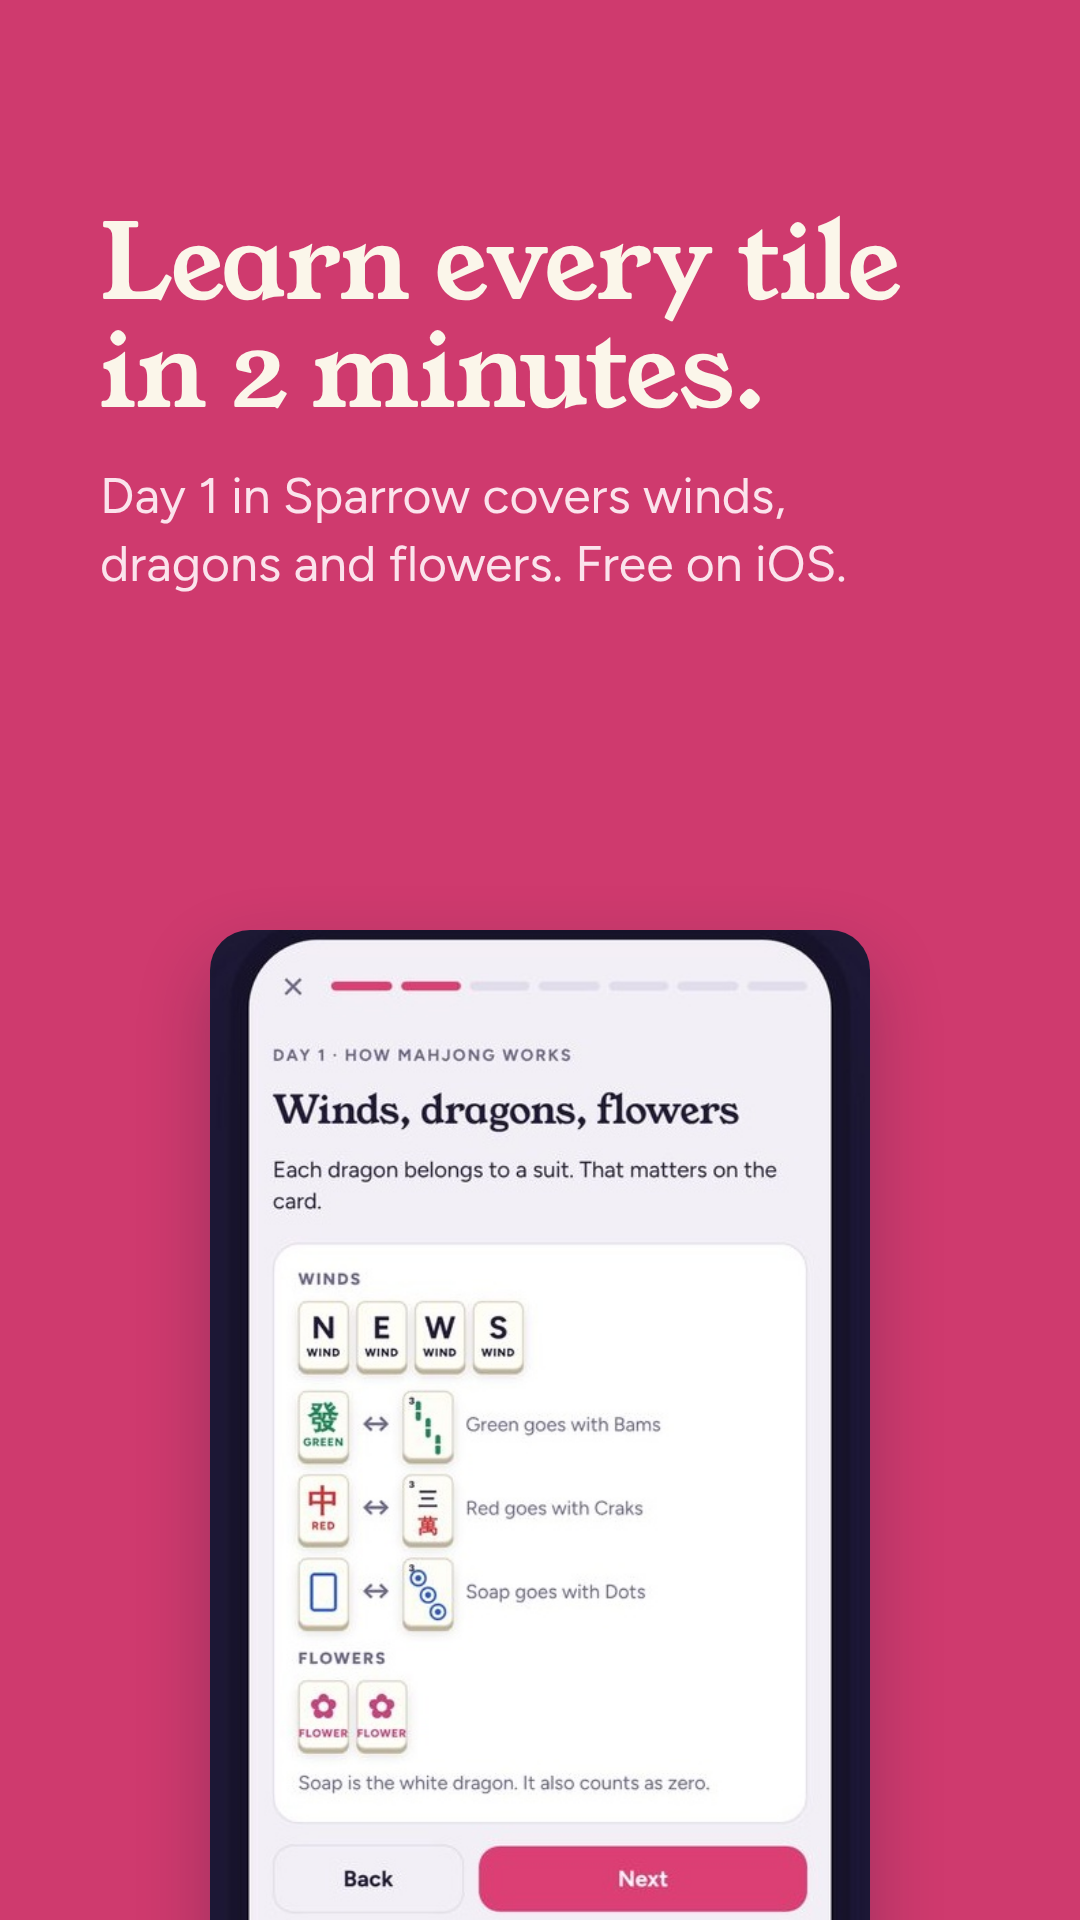 Learn every tile
in 2 minutes.
Day 1 in Sparrow covers winds,
dragons and flowers. Free on iOS.
DAY 1 · HOW MAHJONG WORKS
Winds, dragons, flowers
Each dragon belongs to a suit. That matters on the
card.
WINDS
N E W S
WIND WIND WIND WIND
發 GREEN ↔ 3 Green goes with Bams
中 RED ↔ 3 三萬 Red goes with Craks
↔ 3 Soap goes with Dots
FLOWERS
FLOWER FLOWER
Soap is the white dragon. It also counts as zero.
Back Next